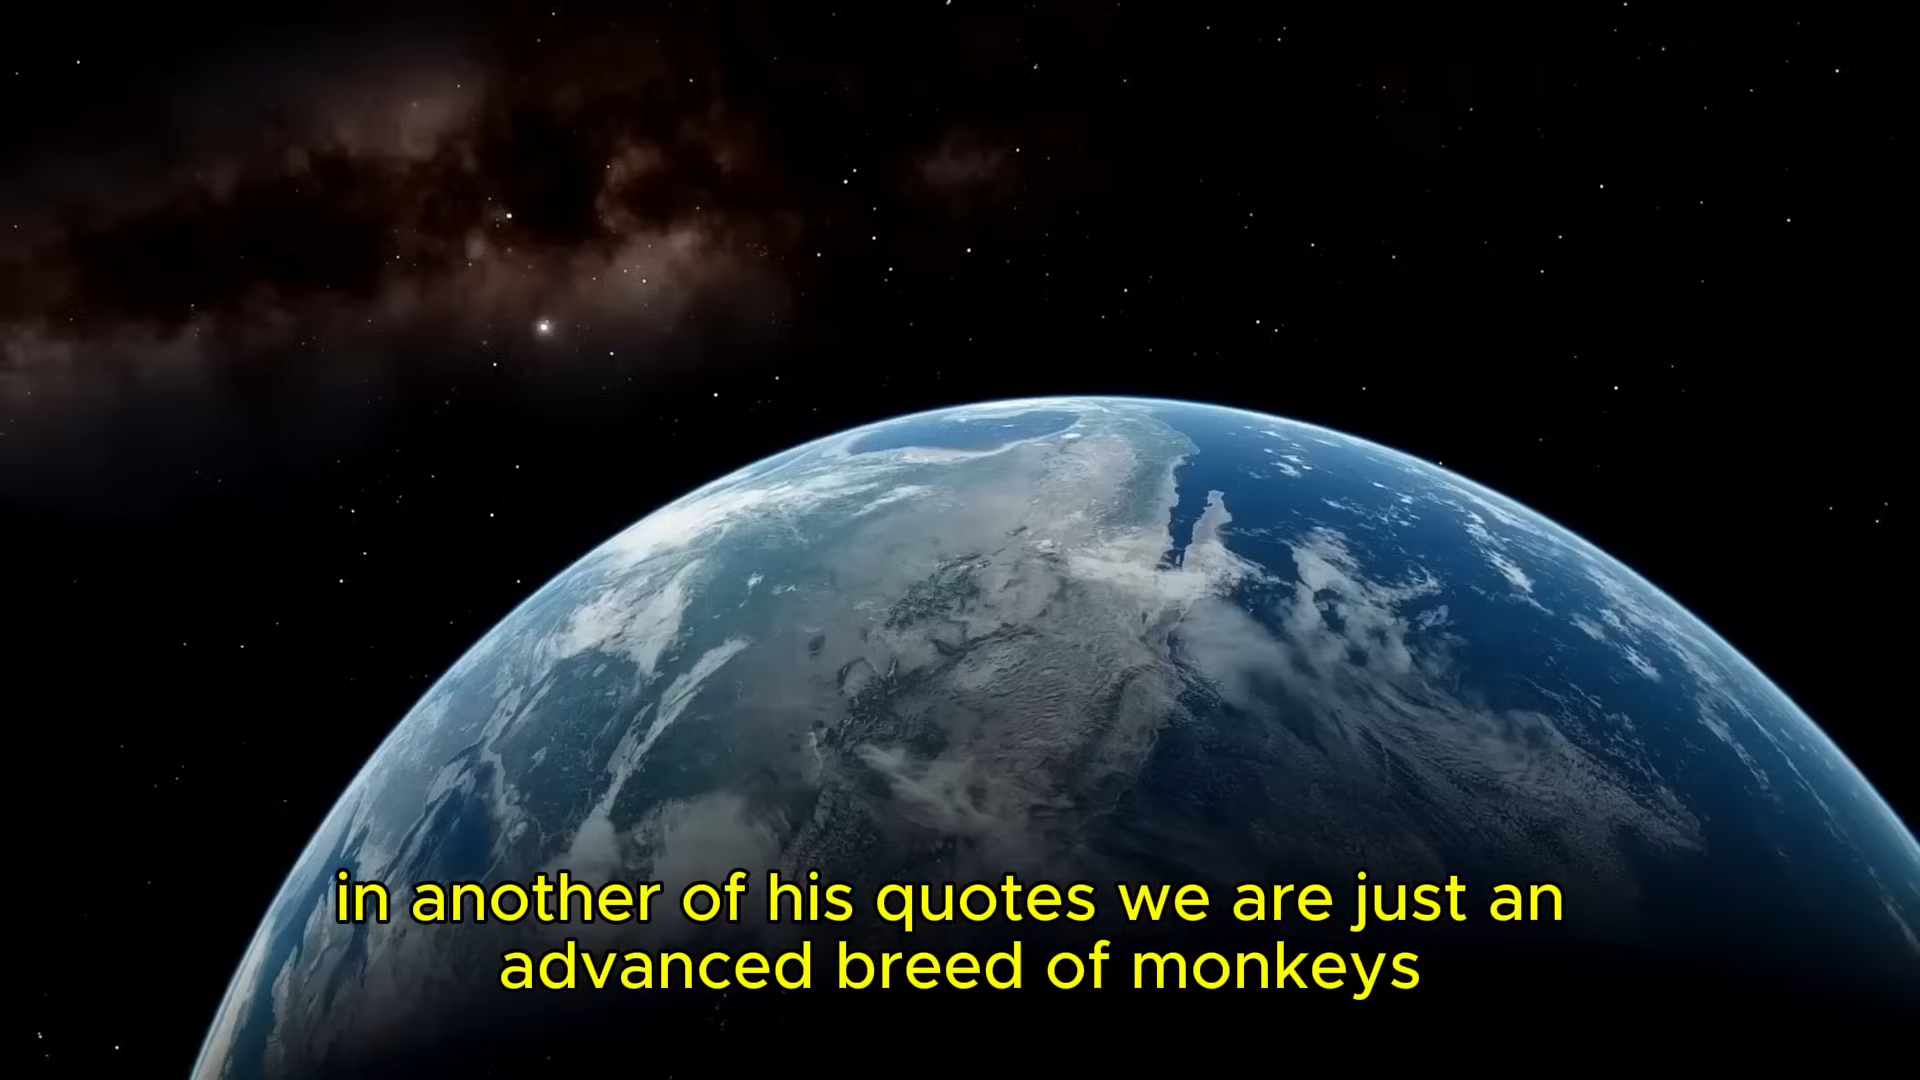 in another of his quotes we are just an
advanced breed of monkeys